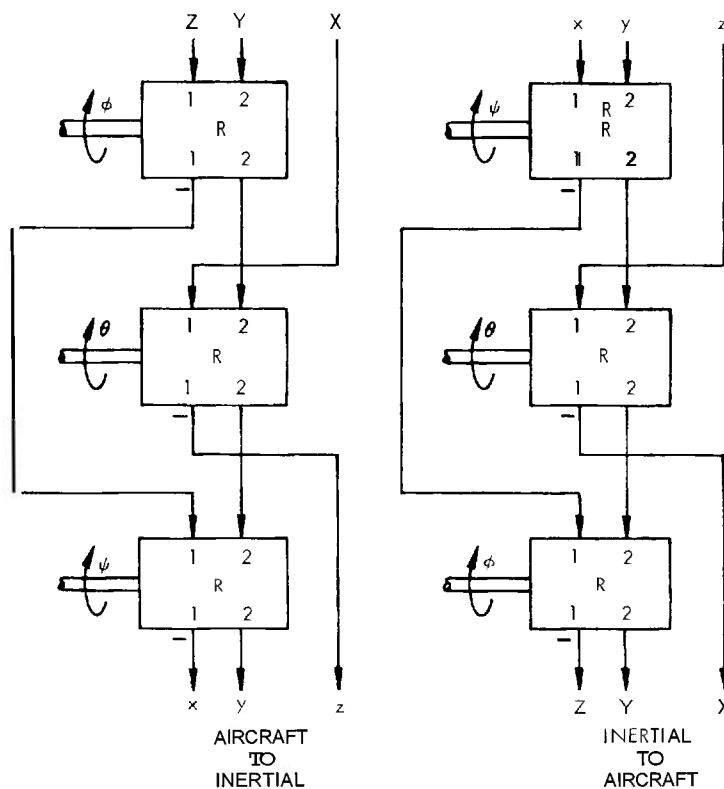 Z Y X
1 2
φ
R
1 2
−
1 2
θ
R
1 2
−
1 2
ψ
R
1 2
−
x y z
AIRCRAFT
TO
INERTIAL
x y z
1 2
ψ
R
R
1 2
−
1 2
θ
R
1 2
−
1 2
φ
R
1 2
−
Z Y X
INERTIAL
TO
AIRCRAFT